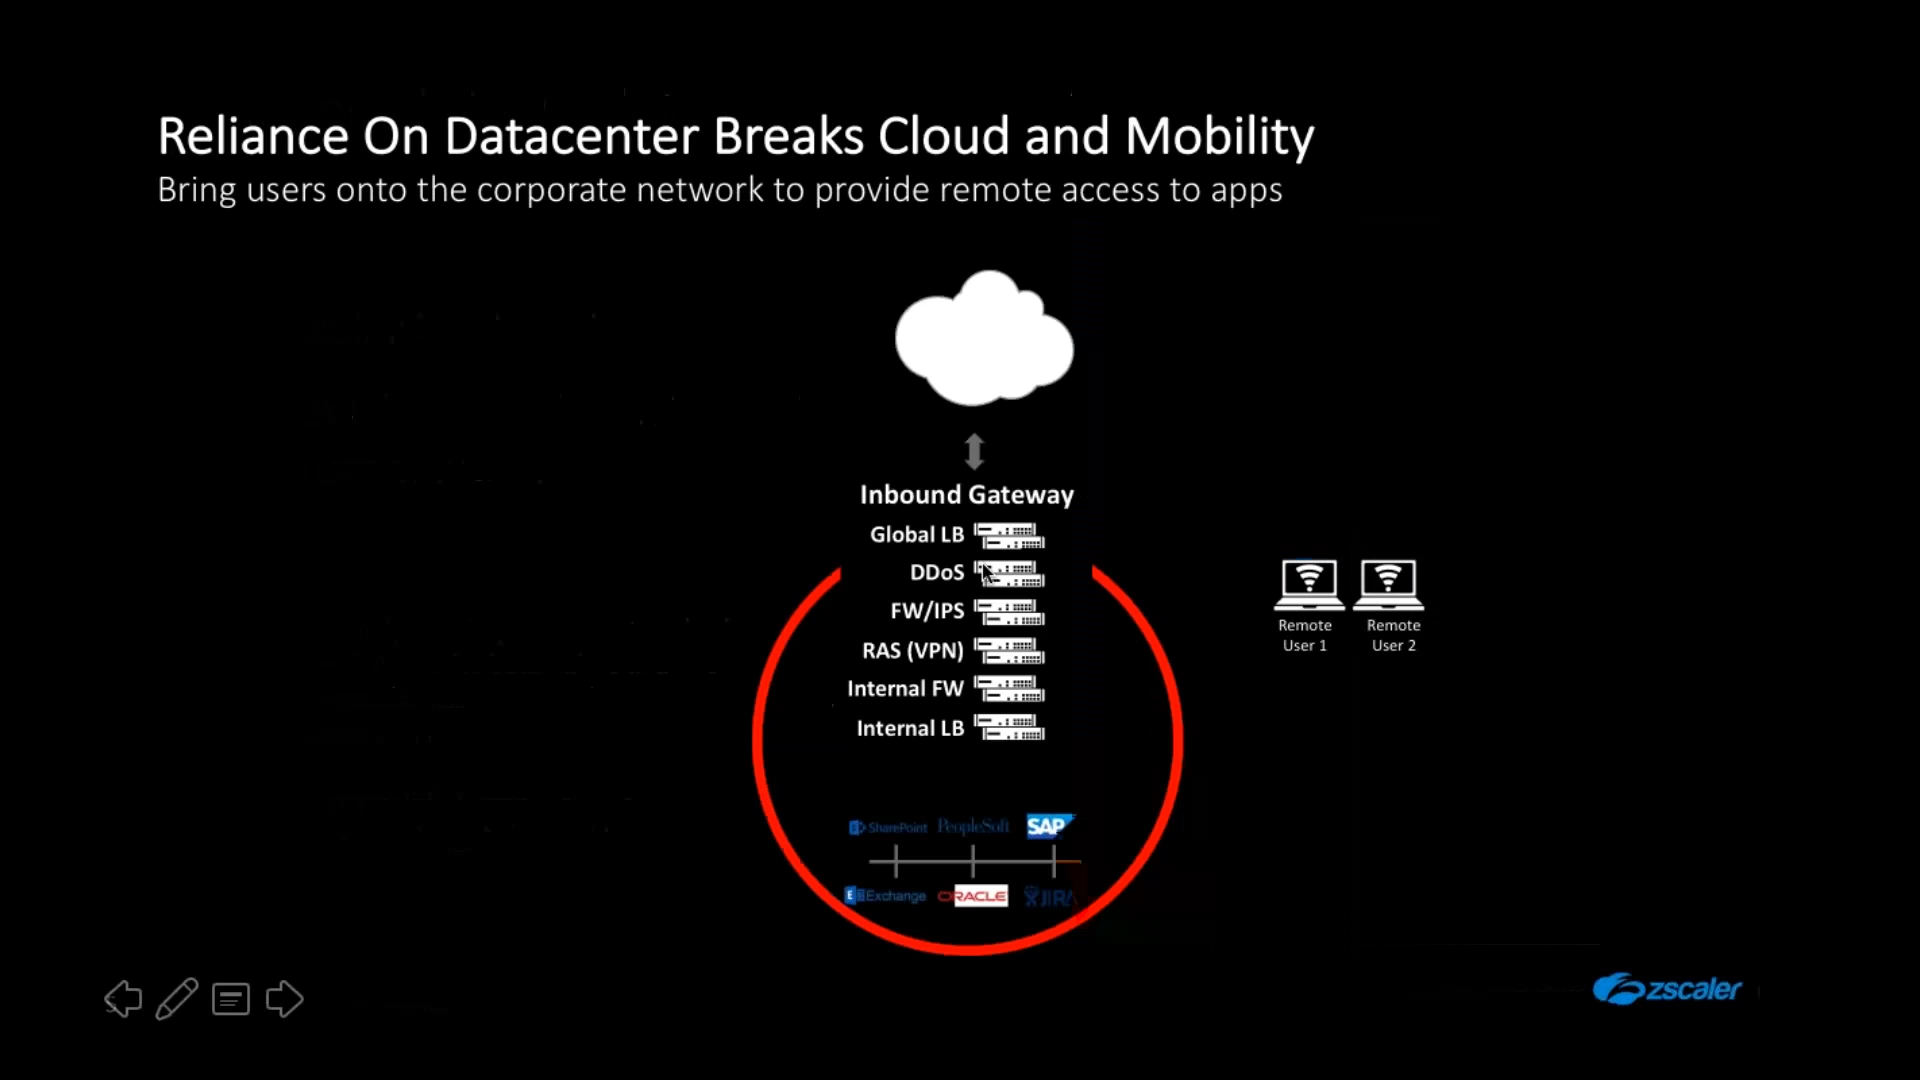 Reliance On Datacenter Breaks Cloud and Mobility
Bring users onto the corporate network to provide remote access to apps
Inbound Gateway
Global LB
DDoS
FW/IPS
RAS (VPN)
Internal FW
Internal LB
Remote User 1
Remote User 2
SharePoint PeopleSoft SAP
Exchange ORACLE JIRA
zscaler